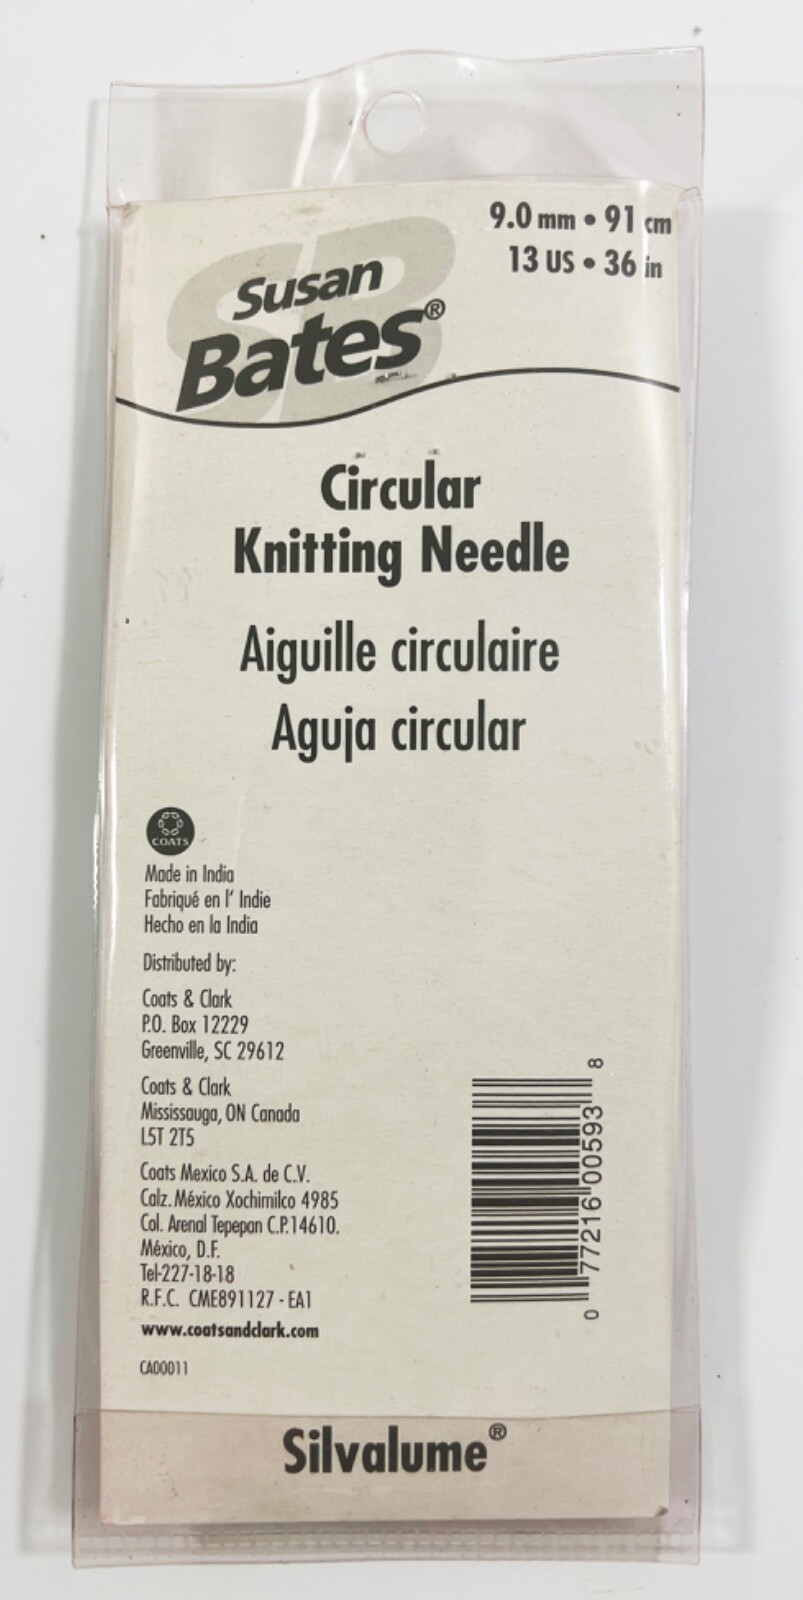 9.0 mm • 91 cm
13 US • 36 in
SB
Susan
Bates®
Circular
Knitting Needle
Aiguille circulaire
Aguja circular
COATS
Made in India
Fabriqué en l' Indie
Hecho en la India
Distributed by:
Coats & Clark
P.O. Box 12229
Greenville, SC 29612
Coats & Clark
Mississauga, ON Canada
L5T 2T5
Coats Mexico S.A. de C.V.
Calz. México Xochimilco 4985
Col. Arenal Tepepan C.P.14610.
México, D.F.
Tel-227-18-18
R.F.C. CME891127 - EA1
www.coatsandclark.com
CA00011
0 77216 00593 8
Silvalume®